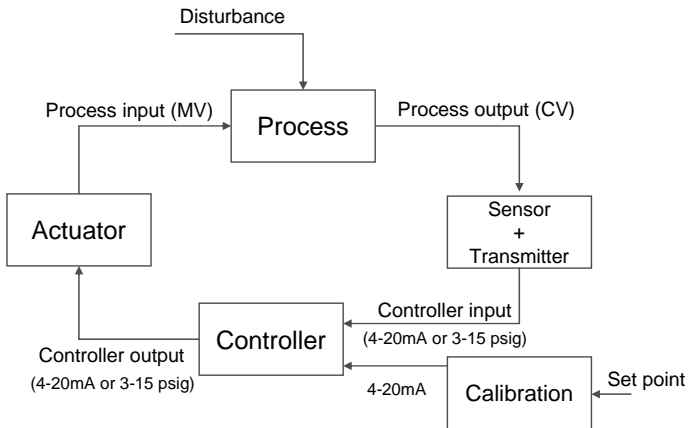 Disturbance
Process input (MV)
Process
Process output (CV)
Actuator
Sensor
+
Transmitter
Controller
Controller input
(4-20mA or 3-15 psig)
Controller output
(4-20mA or 3-15 psig)
4-20mA
Calibration
Set point